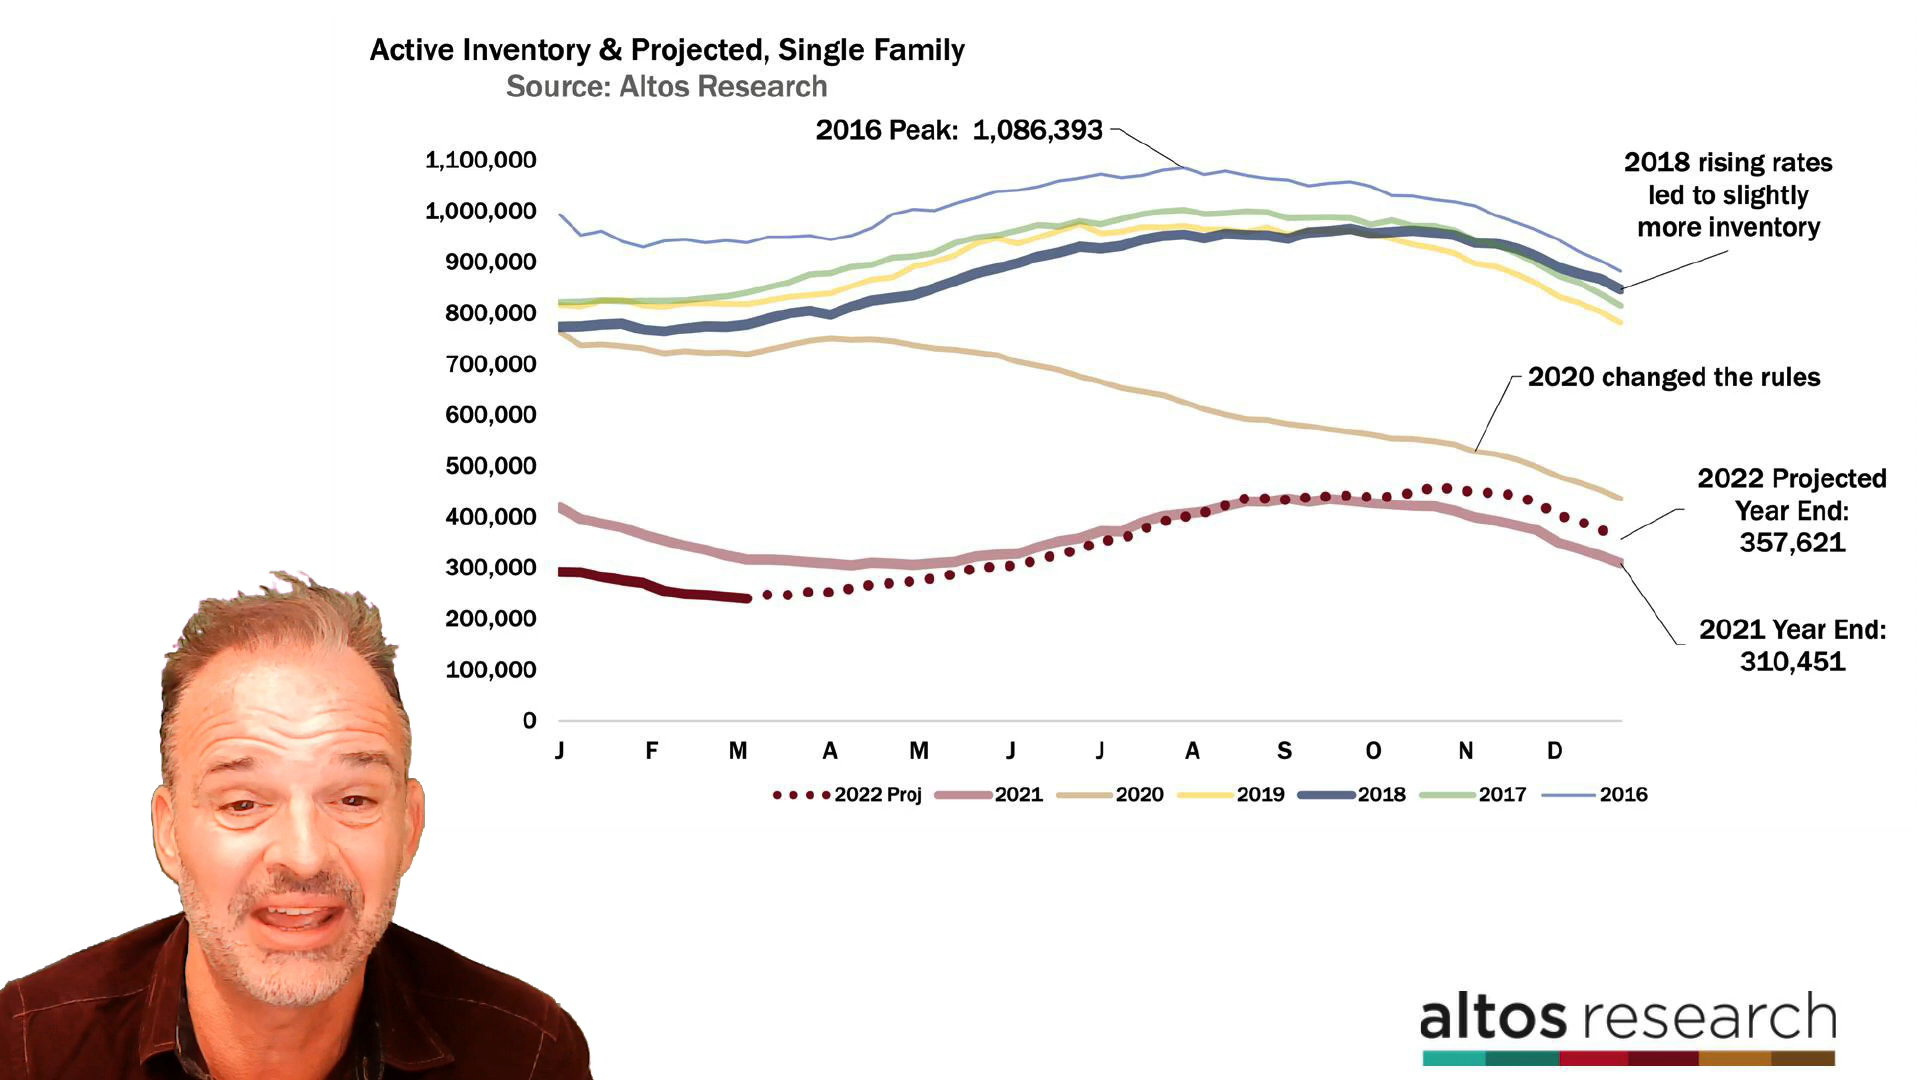 Active Inventory & Projected, Single Family
Source: Altos Research
2016 Peak: 1,086,393
1,100,000
1,000,000
900,000
800,000
700,000
600,000
500,000
400,000
300,000
200,000
100,000
0
2018 rising rates
led to slightly
more inventory
2020 changed the rules
2022 Projected
Year End:
357,621
2021 Year End:
310,451
J F M A M J J A S O N D
2022 Proj 2021 2020 2019 2018 2017 2016
altos research